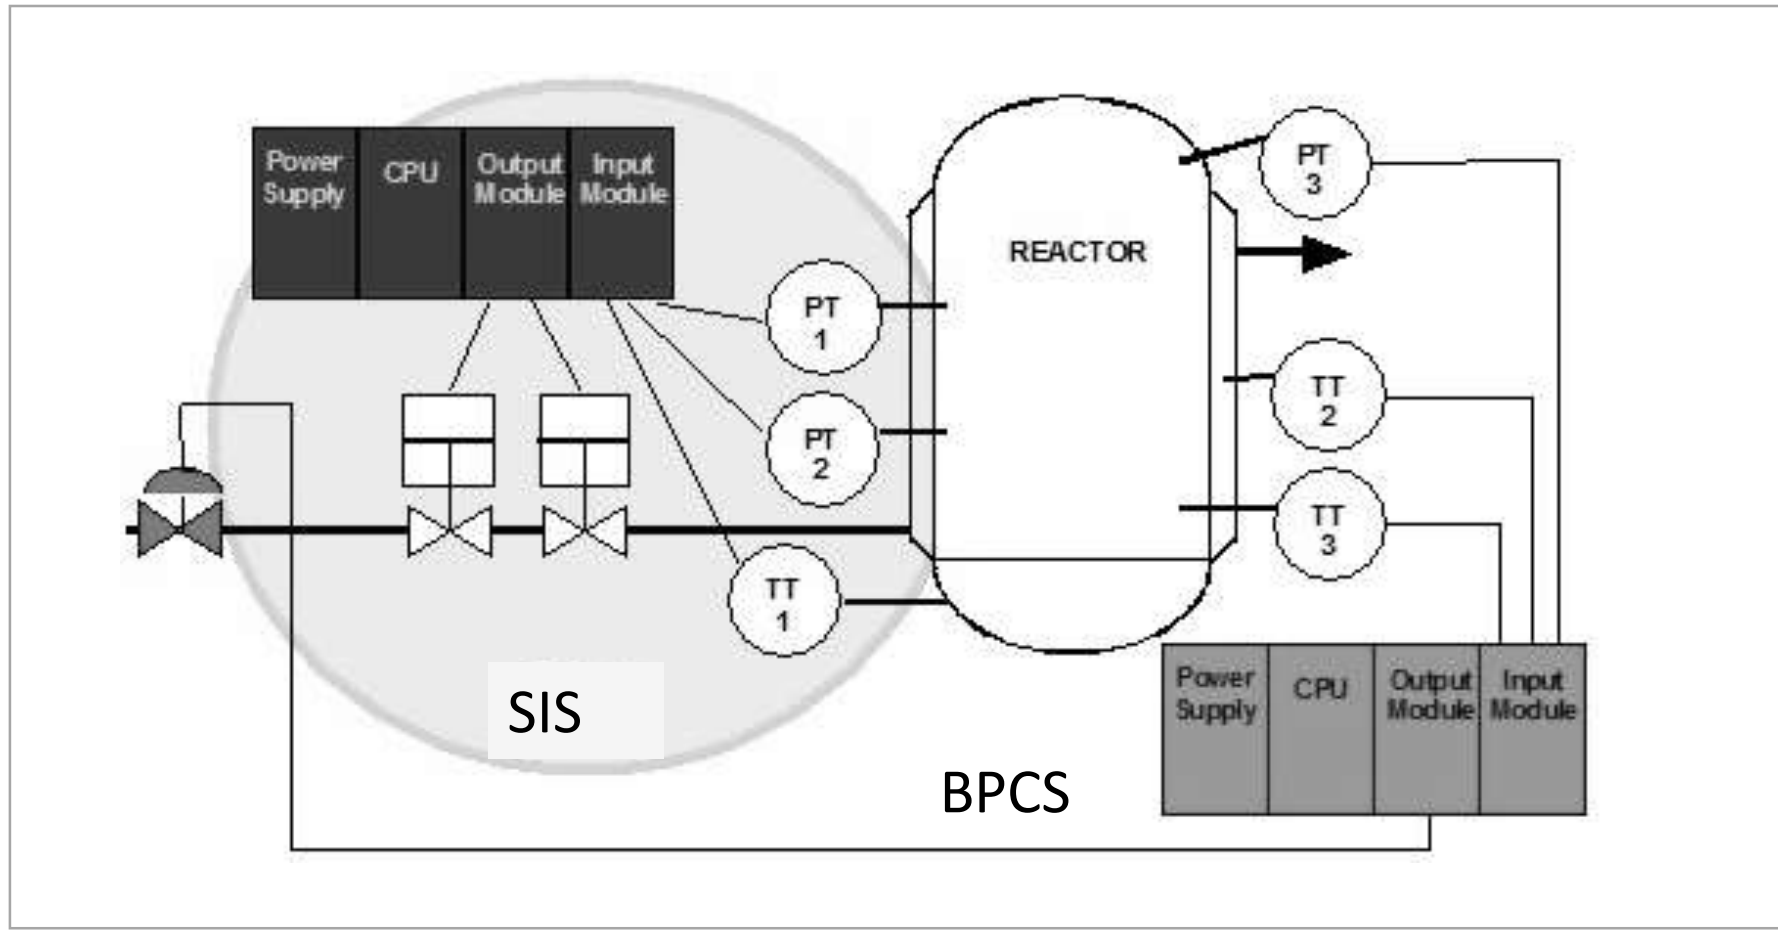 Power
Supply
CPU
Output
Module
Input
Module
PT
1
PT
2
TT
1
REACTOR
PT
3
TT
2
TT
3
SIS
BPCS
Power
Supply
CPU
Output
Module
Input
Module